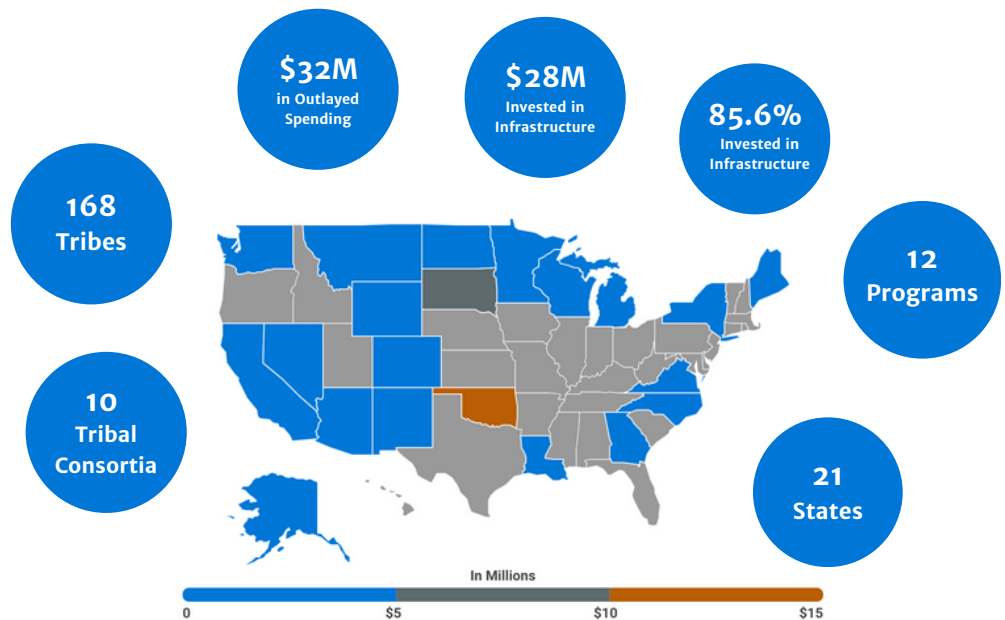 $32M
in Outlayed
Spending
$28M
Invested in
Infrastructure
85.6%
Invested in
Infrastructure
168
Tribes
12
Programs
10
Tribal
Consortia
21
States
In Millions
0 $5 $10 $15